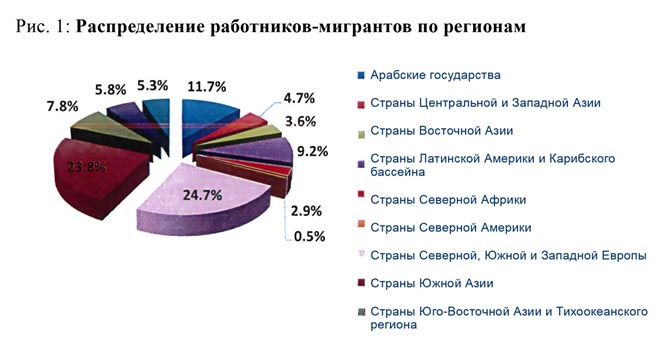 Рис. 1: Распределение работников-мигрантов по регионам
5.8%
5.3%
11.7%
7.8%
4.7%
3.6%
23.8%
9.2%
24.7%
2.9%
0.5%
Арабские государства
Страны Центральной и Западной Азии
Страны Восточной Азии
Страны Латинской Америки и Карибского
бассейна
Страны Северной Африки
Страны Северной Америки
Страны Северной, Южной и Западной Европы
Страны Южной Азии
Страны Юго-Восточной Азии и Тихоокеанского
региона